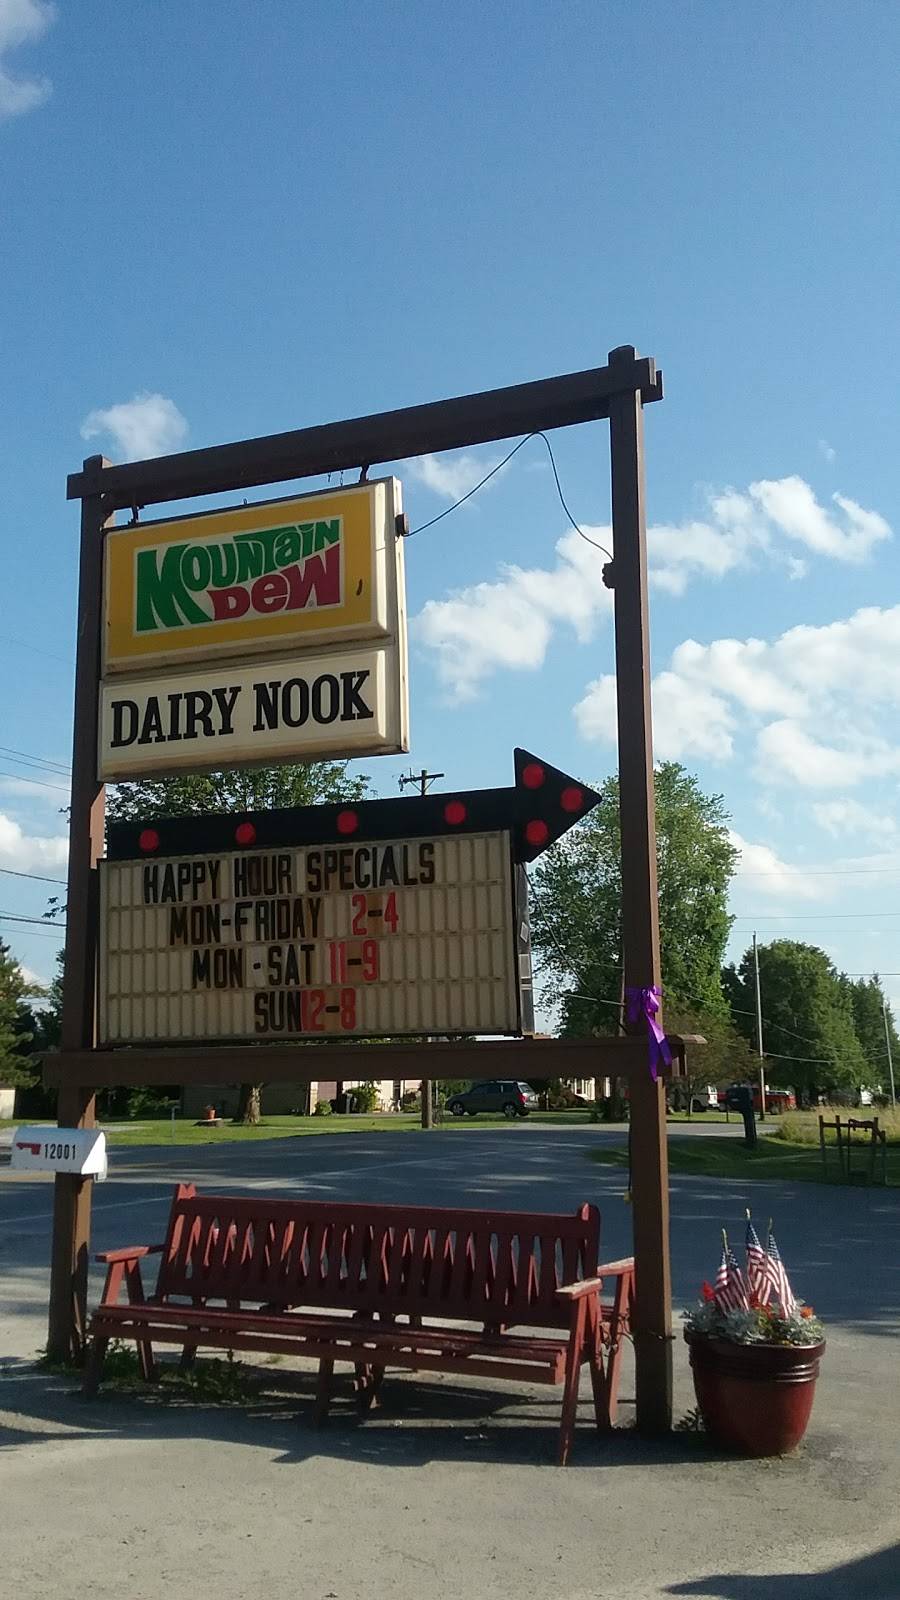 MOUNTAIN
DEW
DAIRY NOOK
HAPPY HOUR SPECIALS
MON-FRIDAY 2-4
MON-SAT 11-9
SUN12-8
12001